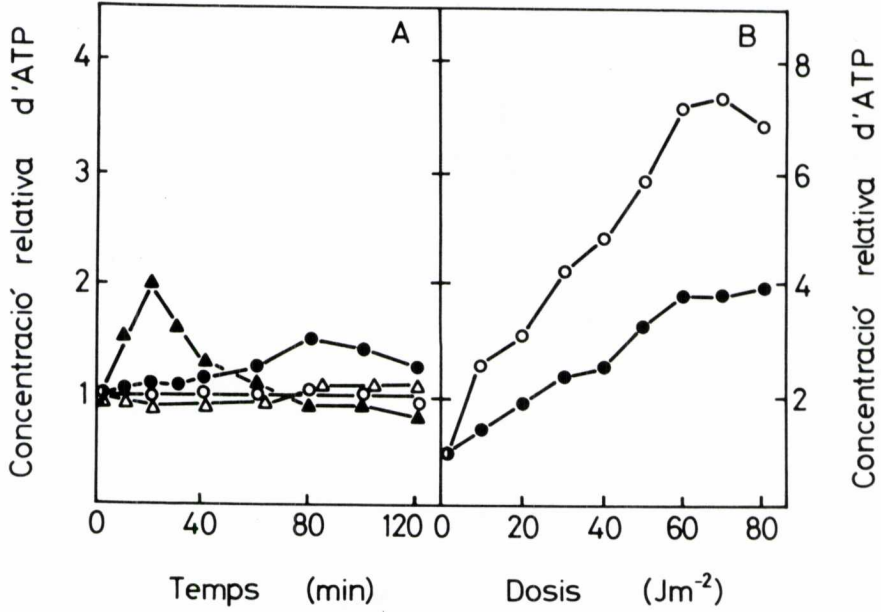 A
B
Concentració relativa d'ATP
4
3
2
1
0
40
80
120
Temps (min)
0
20
40
60
80
Dosis (Jm⁻²)
8
6
4
2
Concentració relativa d'ATP